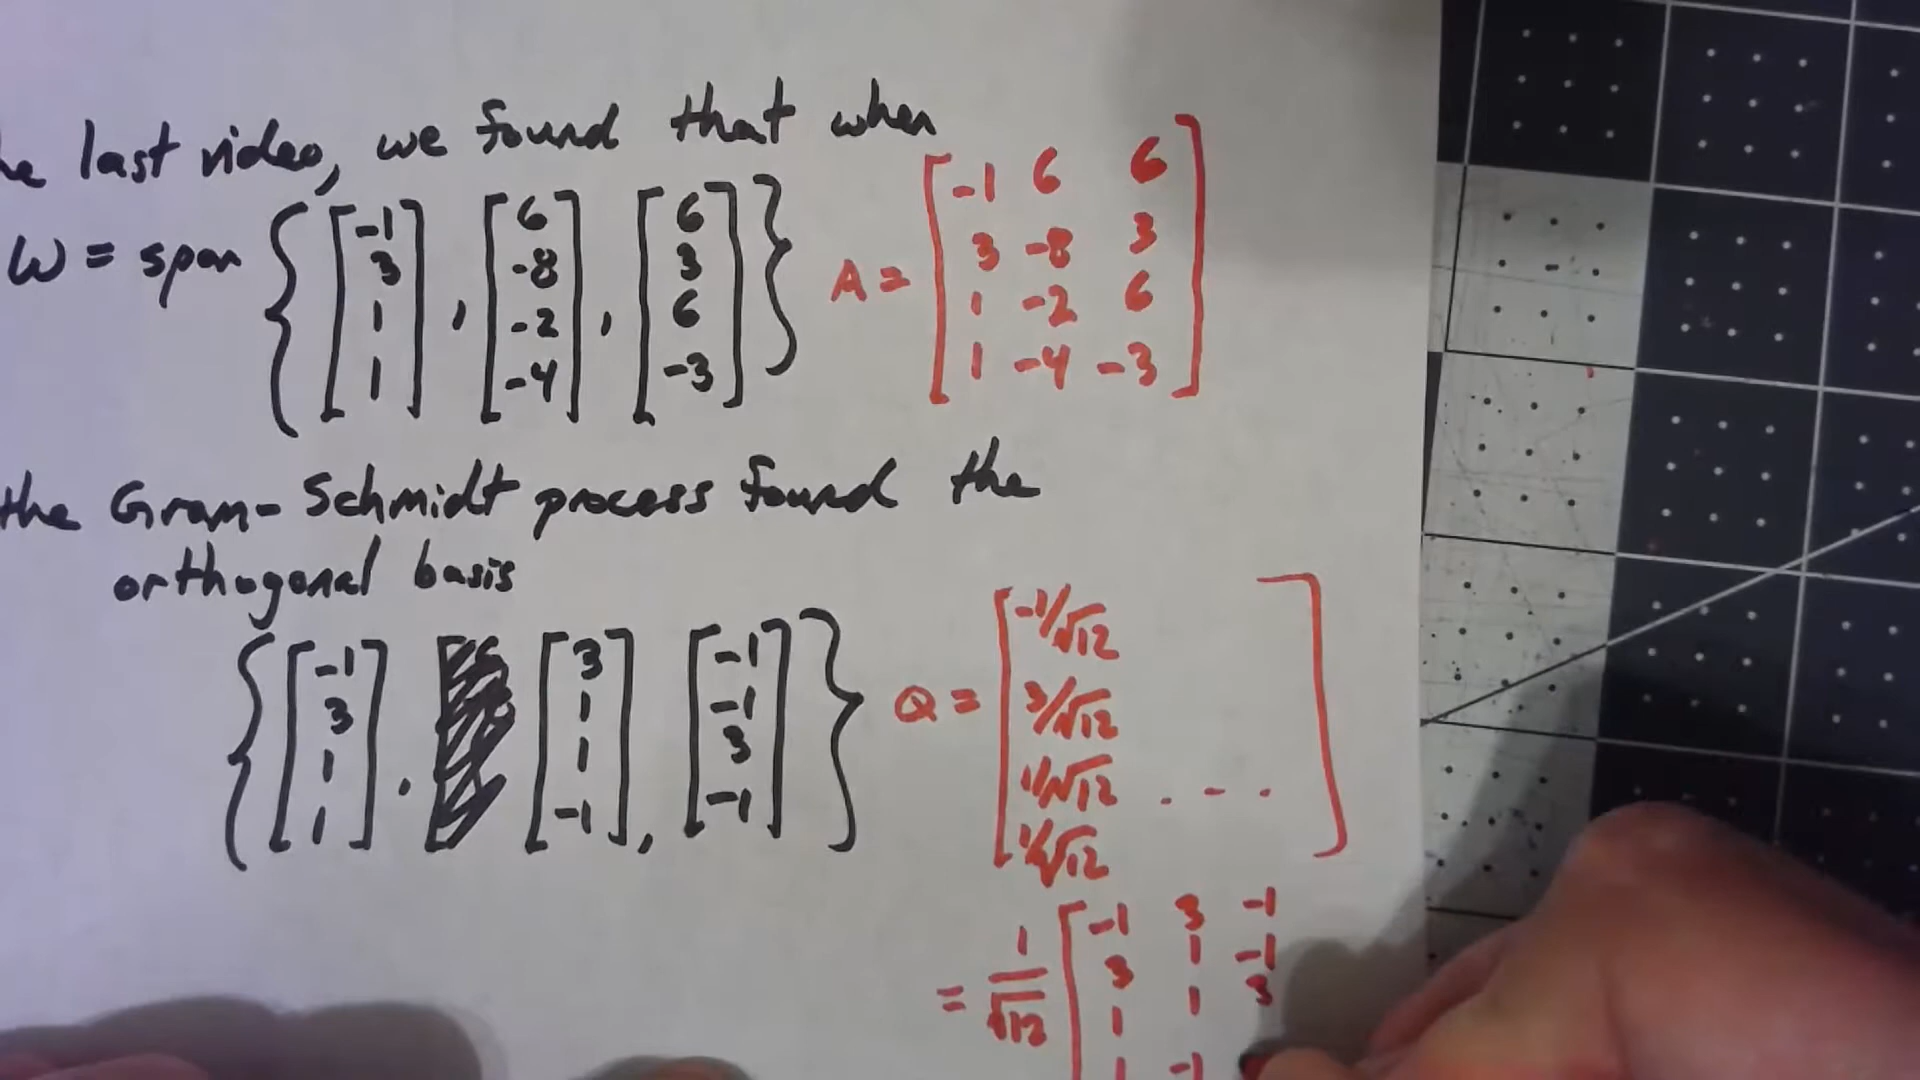 he last video, we found that when
W = span { [-1 3 1 1], [6 -8 -2 -4], [6 3 6 -3] } A = [-1 6 6
3 -8 3
1 -2 6
1 -4 -3]
the Gram-Schmidt process found the
orthogonal basis
{ [-1 3 1 1], [3 1 1 -1], [-1 -1 3 -1] } Q = [-1/√12
3/√12
1/√12 . . .
1/√12]
= 1/√12 [-1 3 -1
3 1 -1
1 1 3
1 -1